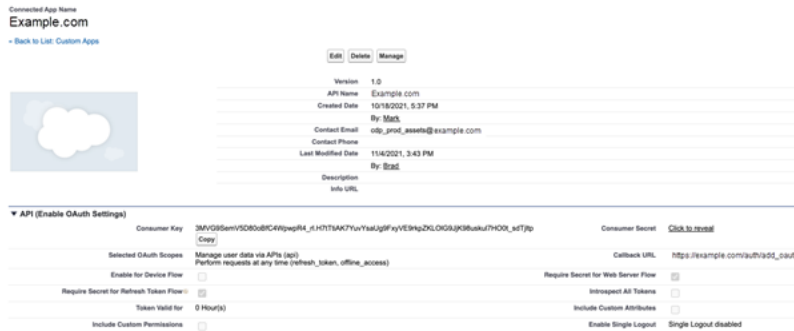 Connected App Name
Example.com
« Back to List: Custom Apps
Edit Delete Manage
Version 1.0
API Name Example.com
Created Date 10/18/2021, 5:37 PM
By: Mark
Contact Email odp_prod_assets@example.com
Contact Phone
Last Modified Date 11/4/2021, 3:43 PM
By: Brad
Description
Info URL
▼ API (Enable OAuth Settings)
Consumer Key Consumer Secret Click to reveal
Copy
Selected OAuth Scopes Manage user data via APIs (api) Callback URL https://example.com/auth/add_oaut
Perform requests at any time (refresh_token, offline_access)
Enable for Device Flow Require Secret for Web Server Flow
Require Secret for Refresh Token Flow Introspect All Tokens
Token Valid for 0 Hour(s) Include Custom Attributes
Include Custom Permissions Enable Single Logout Single Logout disabled